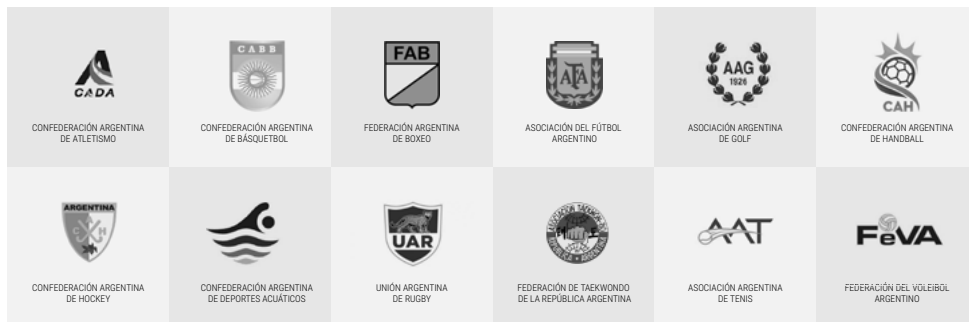 CADA
CABB
FAB
AFA
AAG
1926
CAH
CONFEDERACIÓN ARGENTINA
DE ATLETISMO
CONFEDERACIÓN ARGENTINA
DE BÁSQUETBOL
FEDERACIÓN ARGENTINA
DE BOXEO
ASOCIACIÓN DEL FÚTBOL
ARGENTINO
ASOCIACIÓN ARGENTINA
DE GOLF
CONFEDERACIÓN ARGENTINA
DE HANDBALL
ARGENTINA
C A H
UAR
AAT
FeVA
CONFEDERACIÓN ARGENTINA
DE HOCKEY
CONFEDERACIÓN ARGENTINA
DE DEPORTES ACUÁTICOS
UNIÓN ARGENTINA
DE RUGBY
FEDERACIÓN DE TAEKWONDO
DE LA REPÚBLICA ARGENTINA
ASOCIACIÓN ARGENTINA
DE TENIS
FEDERACIÓN DEL VOLEIBOL
ARGENTINO